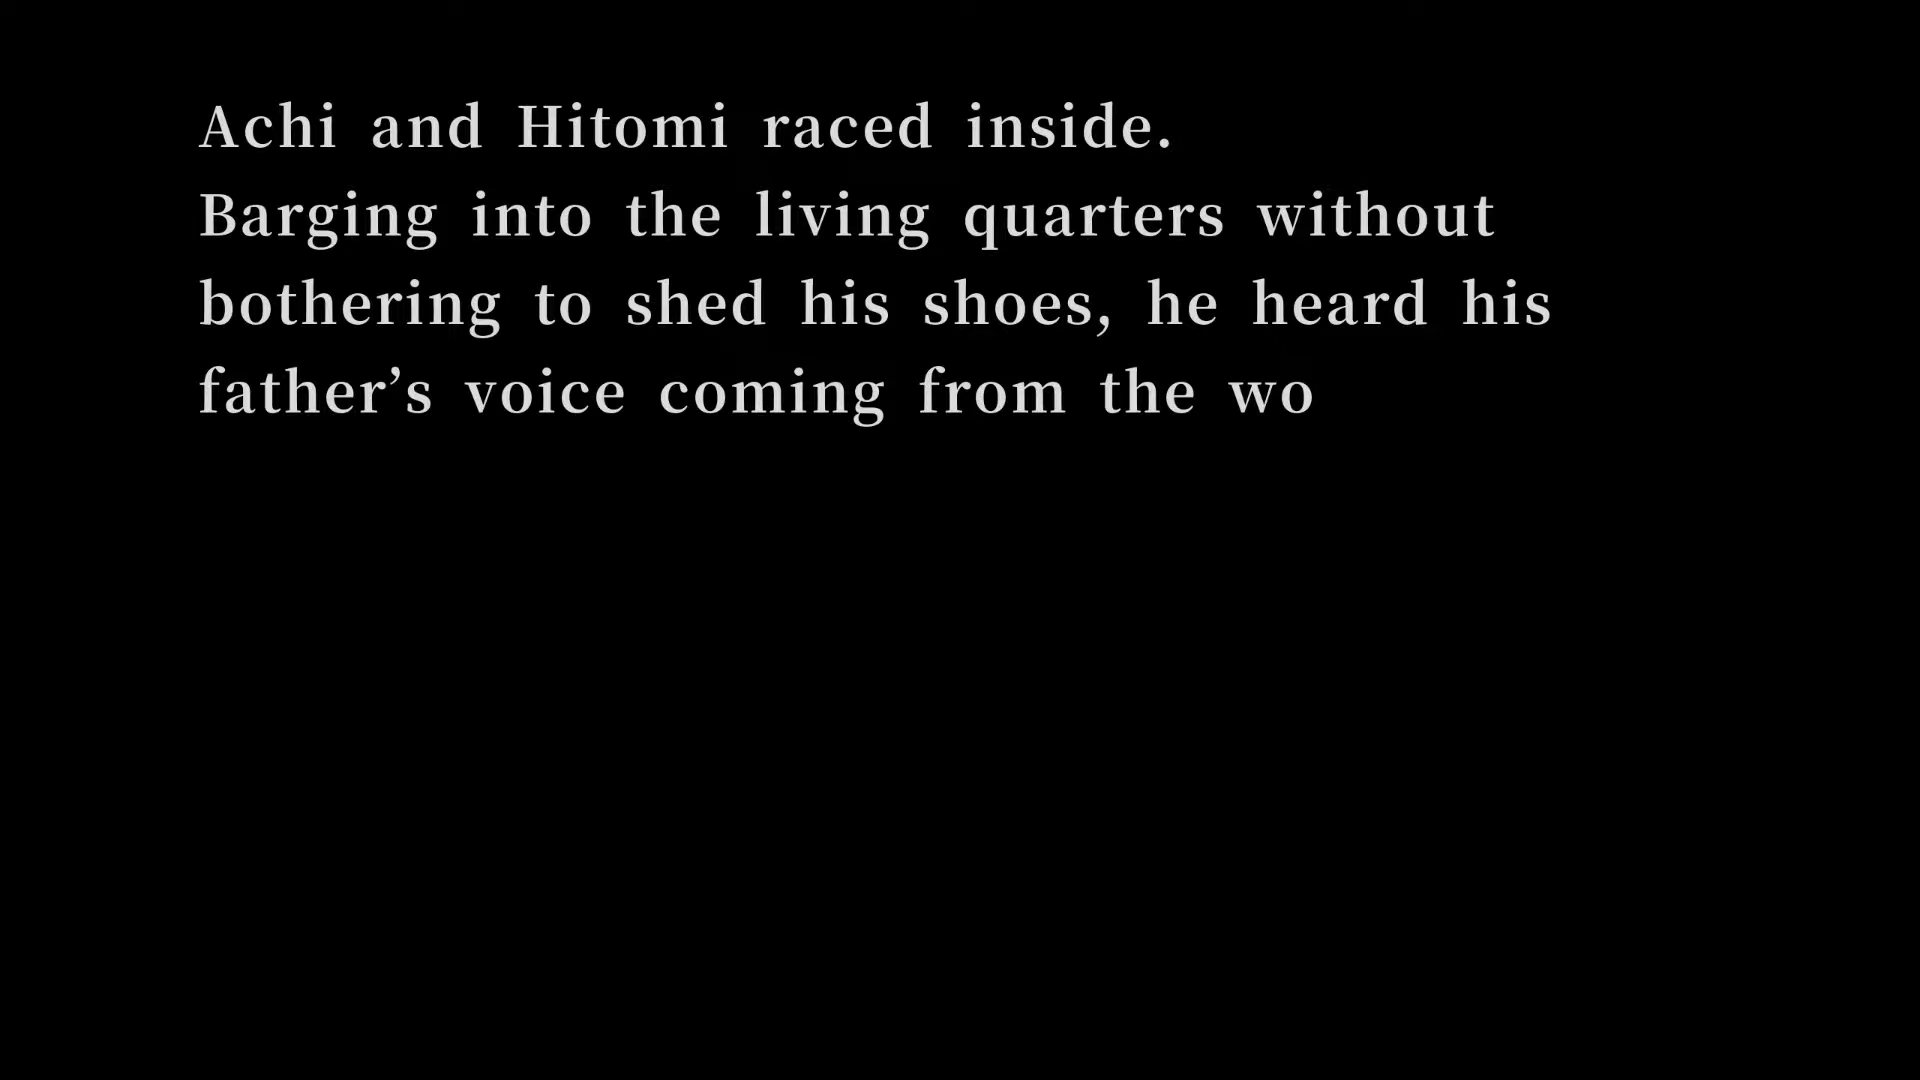 Achi and Hitomi raced inside.
Barging into the living quarters without
bothering to shed his shoes, he heard his
father’s voice coming from the wo